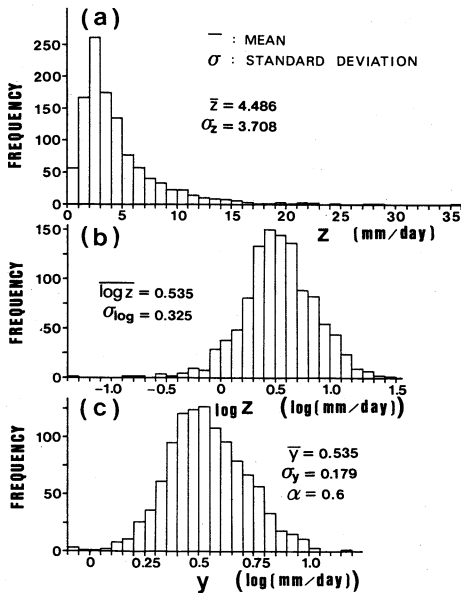 (a)
— : MEAN
σ : STANDARD DEVIATION
z̄ = 4.486
σz = 3.708
FREQUENCY
250
200
150
100
50
0
0 5 10 15 20 25 30 35
z (mm/day)
(b)
\overline{log z} = 0.535
σlog = 0.325
FREQUENCY
150
100
50
0
-1.0 -0.5 0 0.5 1.0 1.5
log z (log(mm/day))
(c)
ȳ = 0.535
σy = 0.179
α = 0.6
FREQUENCY
100
50
0
0 0.25 0.5 0.75 1.0
y (log(mm/day))